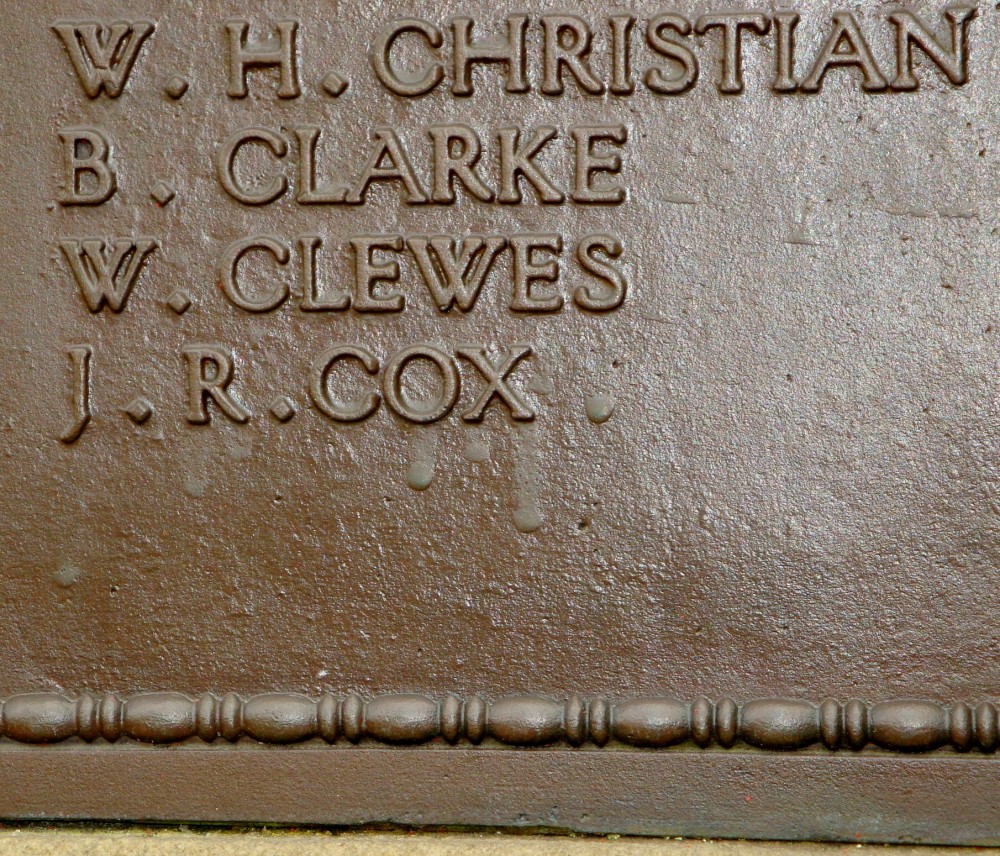 W. H. CHRISTIAN
B. CLARKE
W. CLEWES
J. R. COX